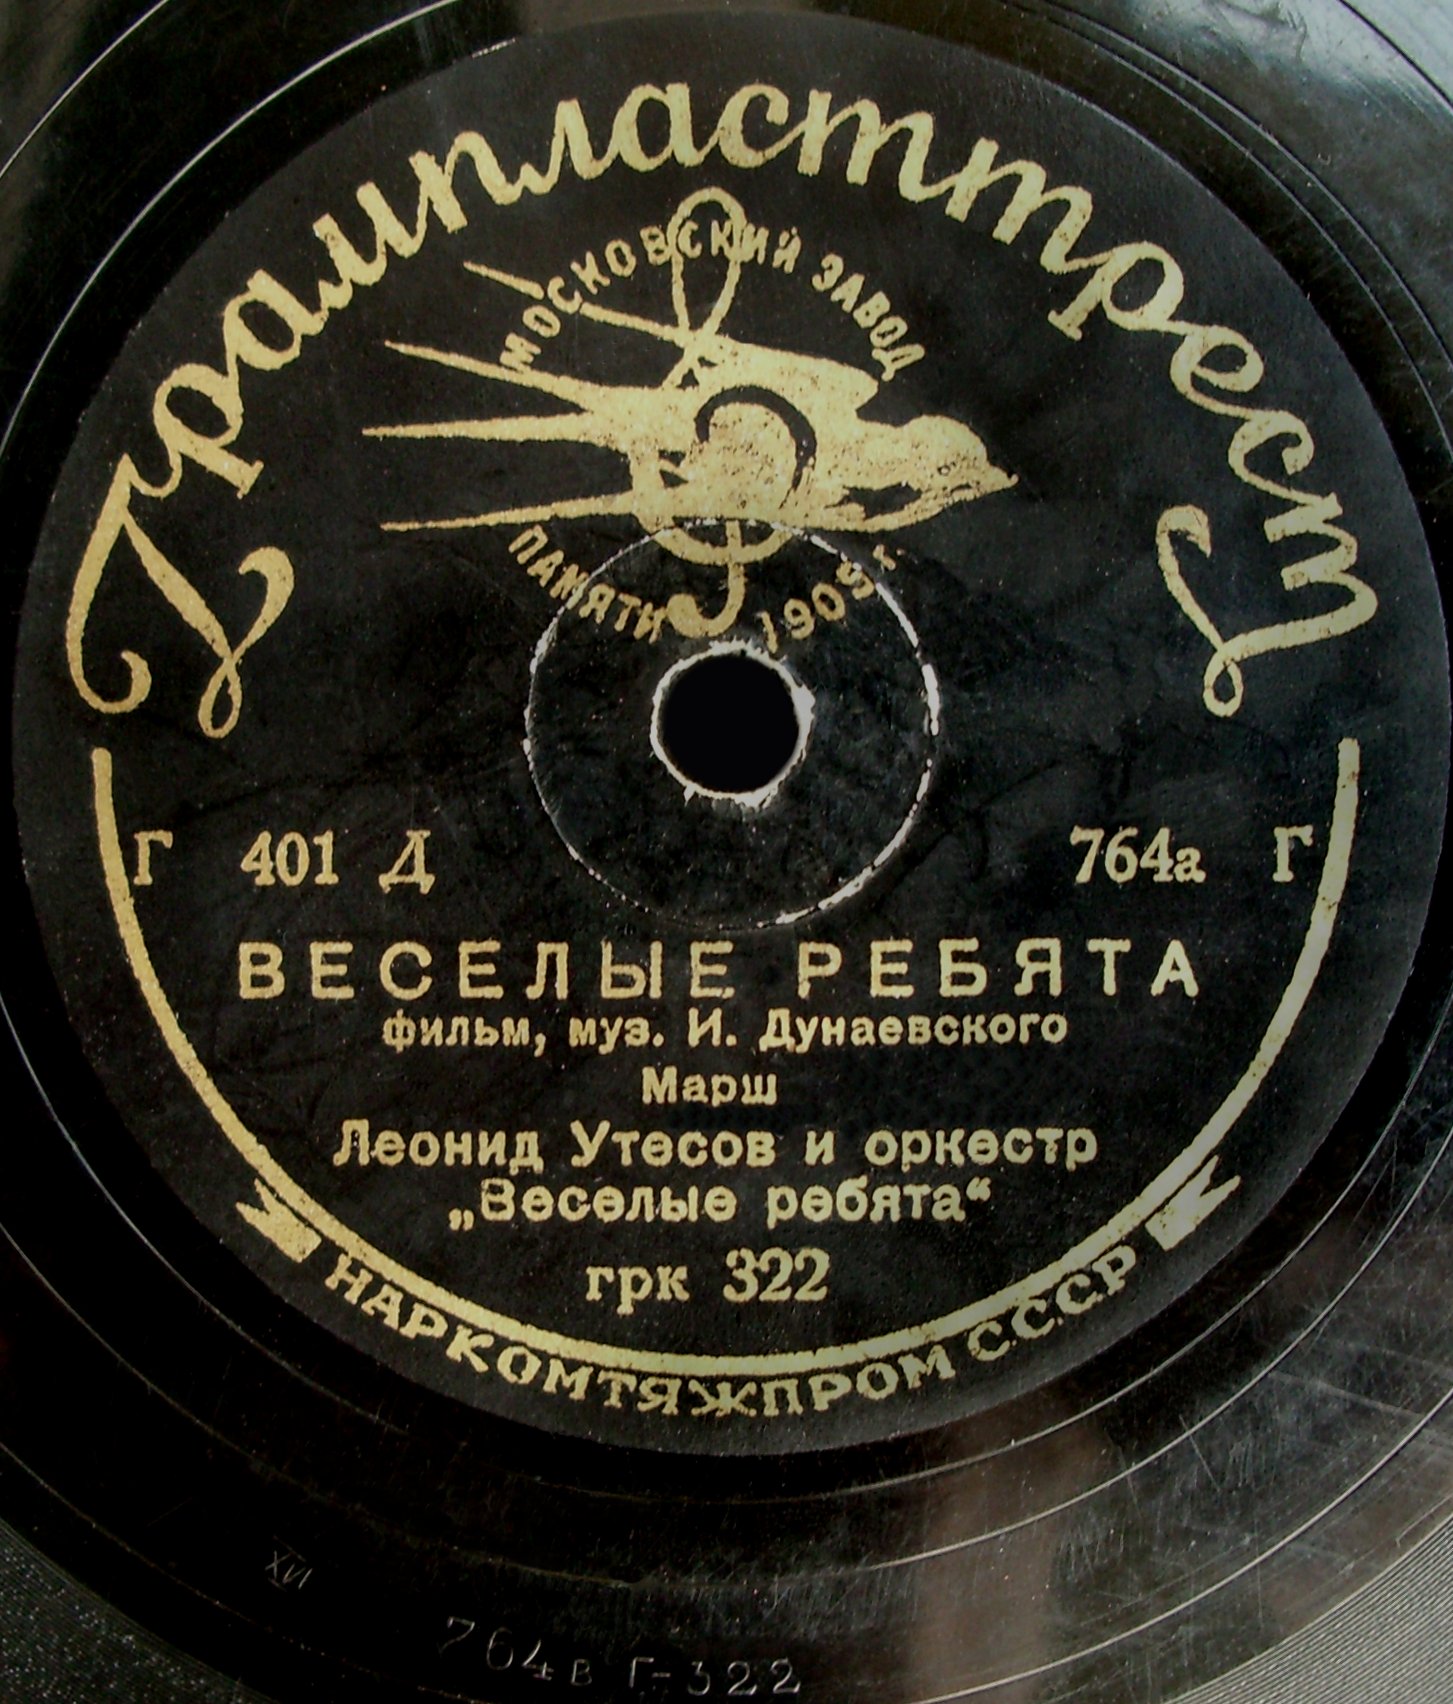 Грампласттрест
МОСКОВСКИЙ ЗАВОД
ПАМЯТИ 1905 г.
Г 401 Д 764а Г
ВЕСЕЛЫЕ РЕБЯТА
фильм, муз. И. Дунаевского
Марш
Леонид Утесов и оркестр
„Веселые ребята“
грк 322
НАРКОМТЯЖПРОМ СССР
764в Г-322